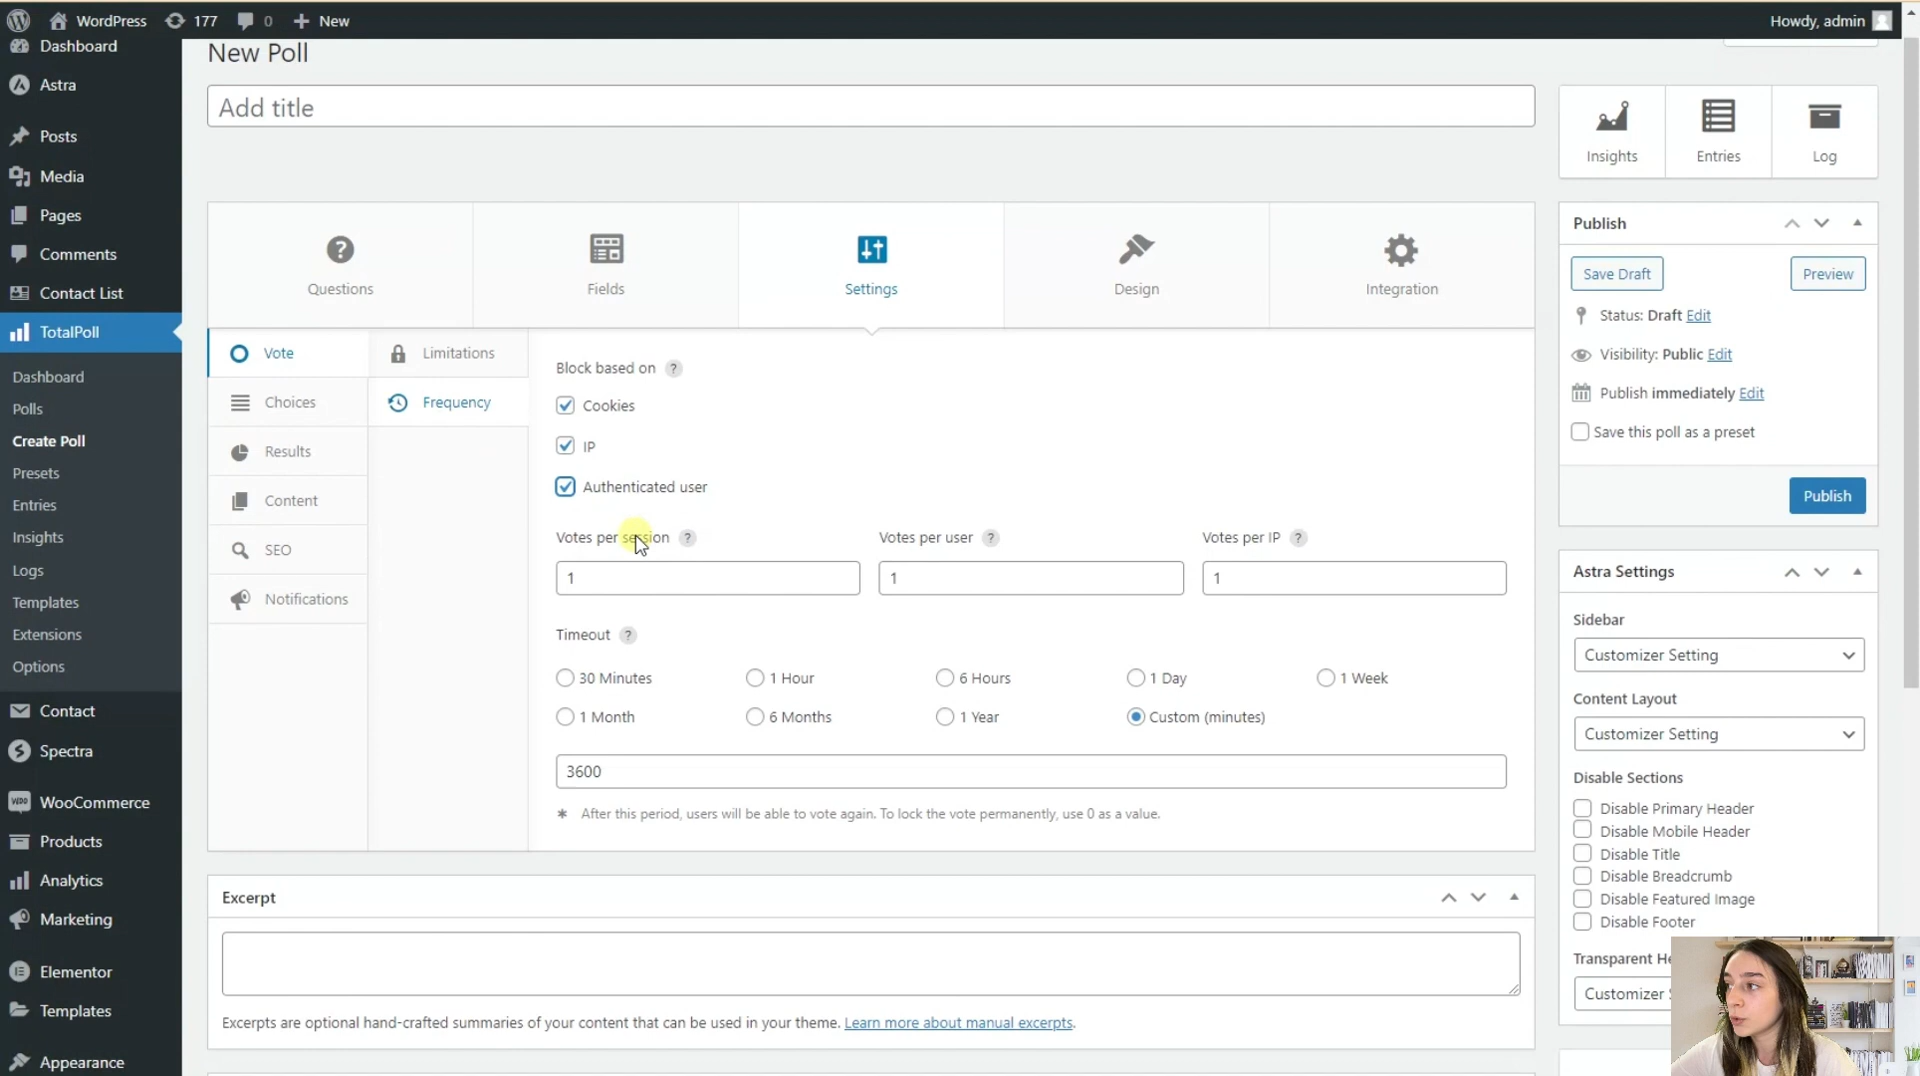 WordPress 177 0 New Howdy, admin
Dashboard
Astra
Posts
Media
Pages
Comments
Contact List
TotalPoll
Dashboard
Polls
Create Poll
Presets
Entries
Insights
Logs
Templates
Extensions
Options
Contact
Spectra
WooCommerce
Products
Analytics
Marketing
Elementor
Templates
Appearance
New Poll
Add title
Questions
Fields
Settings
Design
Integration
Vote
Choices
Results
Content
SEO
Notifications
Limitations
Frequency
Block based on ?
Cookies
IP
Authenticated user
Votes per session ? Votes per user ? Votes per IP ?
1 1 1
Timeout ?
30 Minutes 1 Hour 6 Hours 1 Day 1 Week
1 Month 6 Months 1 Year Custom (minutes)
3600
* After this period, users will be able to vote again. To lock the vote permanently, use 0 as a value.
Excerpt
Excerpts are optional hand-crafted summaries of your content that can be used in your theme. Learn more about manual excerpts.
Insights Entries Log
Publish
Save Draft Preview
Status: Draft Edit
Visibility: Public Edit
Publish immediately Edit
Save this poll as a preset
Publish
Astra Settings
Sidebar
Customizer Setting
Content Layout
Customizer Setting
Disable Sections
Disable Primary Header
Disable Mobile Header
Disable Title
Disable Breadcrumb
Disable Featured Image
Disable Footer
Transparent He
Customizer S